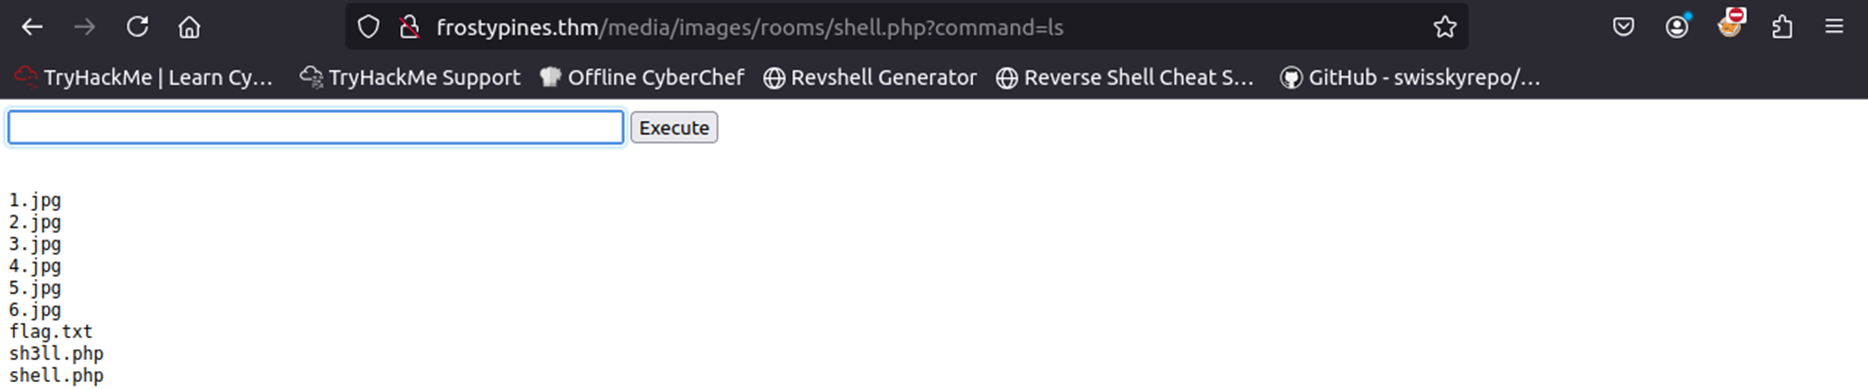 frostypines.thm/media/images/rooms/shell.php?command=ls
TryHackMe | Learn Cy... TryHackMe Support Offline CyberChef Revshell Generator Reverse Shell Cheat S... GitHub - swisskyrepo/...
Execute
1.jpg
2.jpg
3.jpg
4.jpg
5.jpg
6.jpg
flag.txt
sh3ll.php
shell.php